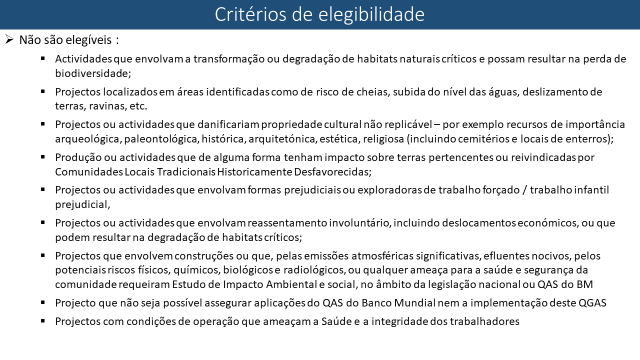 Critérios de elegibilidade
➢ Não são elegíveis :
▪ Actividades que envolvam a transformação ou degradação de habitats naturais críticos e possam resultar na perda de
biodiversidade;
▪ Projectos localizados em áreas identificadas como de risco de cheias, subida do nível das águas, deslizamento de
terras, ravinas, etc.
▪ Projectos ou actividades que danificariam propriedade cultural não replicável – por exemplo recursos de importância
arqueológica, paleontológica, histórica, arquitetónica, estética, religiosa (incluindo cemitérios e locais de enterros);
▪ Produção ou actividades que de alguma forma tenham impacto sobre terras pertencentes ou reivindicadas por
Comunidades Locais Tradicionais Historicamente Desfavorecidas;
▪ Projectos ou actividades que envolvam formas prejudiciais ou exploradoras de trabalho forçado / trabalho infantil
prejudicial,
▪ Projectos ou actividades que envolvam reassentamento involuntário, incluindo deslocamentos económicos, ou que
podem resultar na degradação de habitats críticos;
▪ Projectos que envolvem construções ou que, pelas emissões atmosféricas significativas, efluentes nocivos, pelos
potenciais riscos físicos, químicos, biológicos e radiológicos, ou qualquer ameaça para a saúde e segurança da
comunidade requeiram Estudo de Impacto Ambiental e social, no âmbito da legislação nacional ou QAS do BM
▪ Projecto que não seja possível assegurar aplicações do QAS do Banco Mundial nem a implementação deste QGAS
▪ Projectos com condições de operação que ameaçam a Saúde e a integridade dos trabalhadores